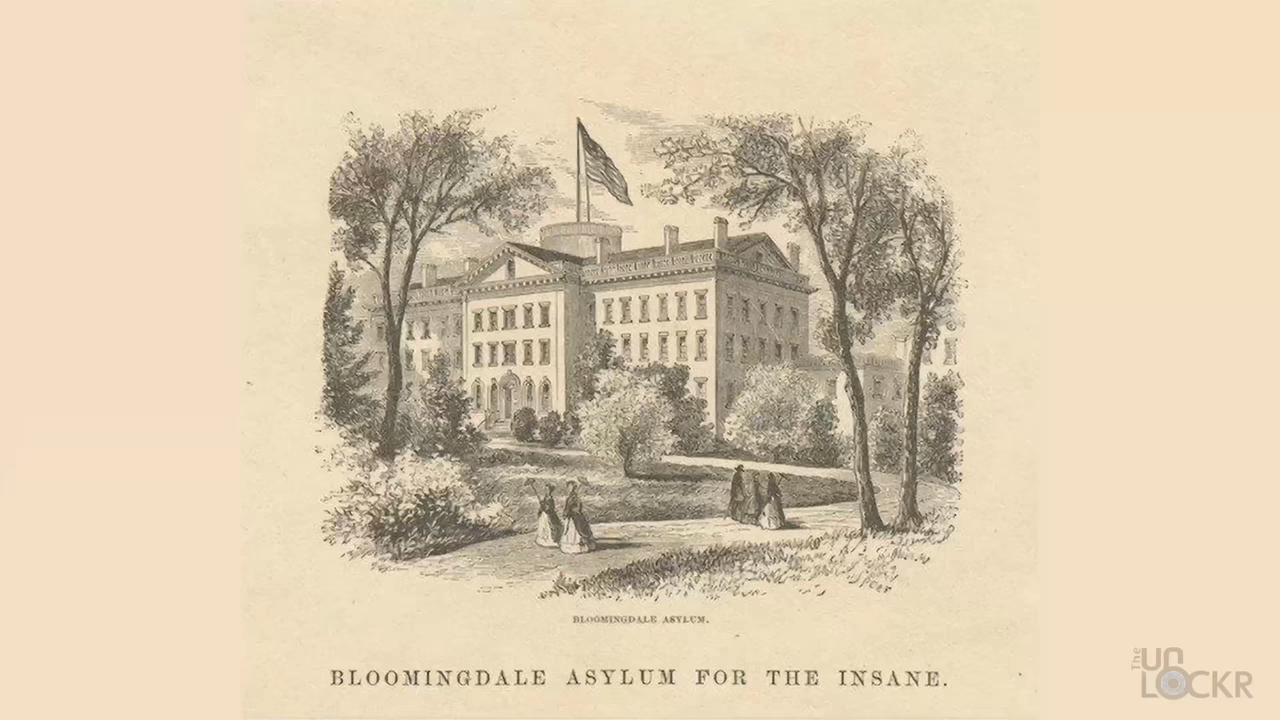 BLOOMINGDALE ASYLUM.
BLOOMINGDALE ASYLUM FOR THE INSANE.
The
Un
LOCKR